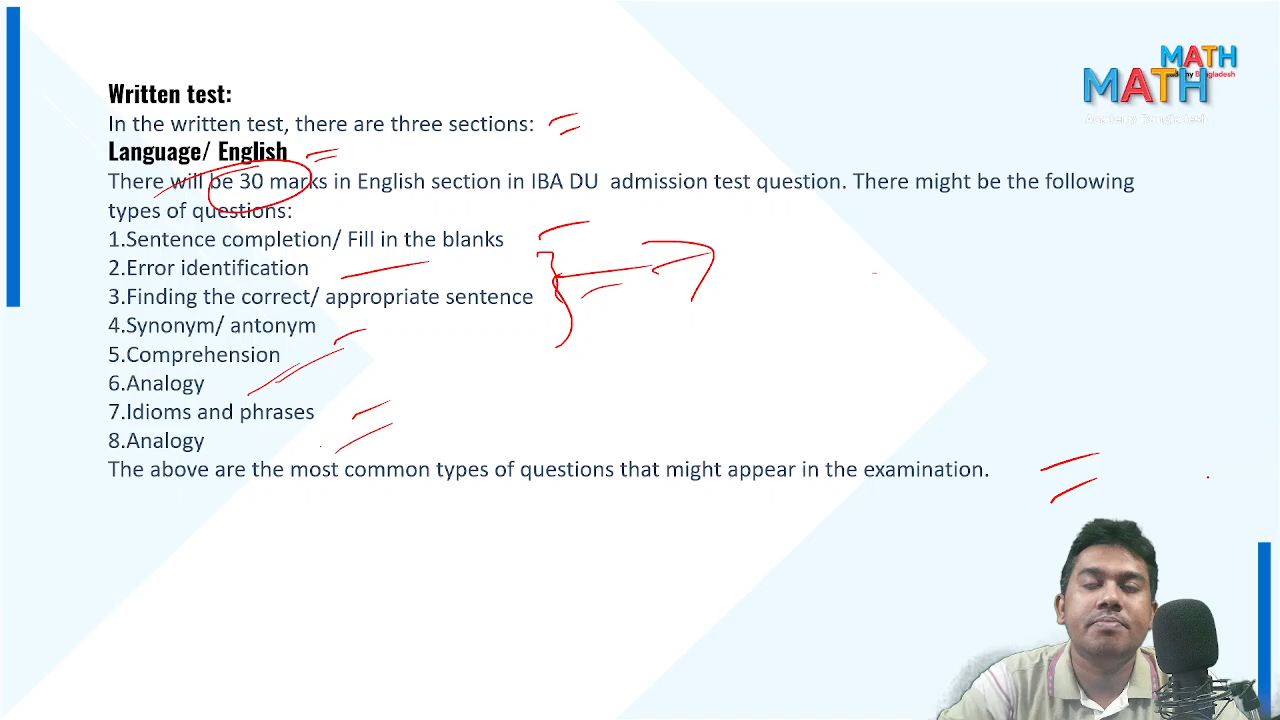 MATH
Academy Bangladesh
MATH
Academy Bangladesh
Written test:
In the written test, there are three sections:
Language/ English
There will be 30 marks in English section in IBA DU admission test question. There might be the following
types of questions:
1.Sentence completion/ Fill in the blanks
2.Error identification
3.Finding the correct/ appropriate sentence
4.Synonym/ antonym
5.Comprehension
6.Analogy
7.Idioms and phrases
8.Analogy
The above are the most common types of questions that might appear in the examination.